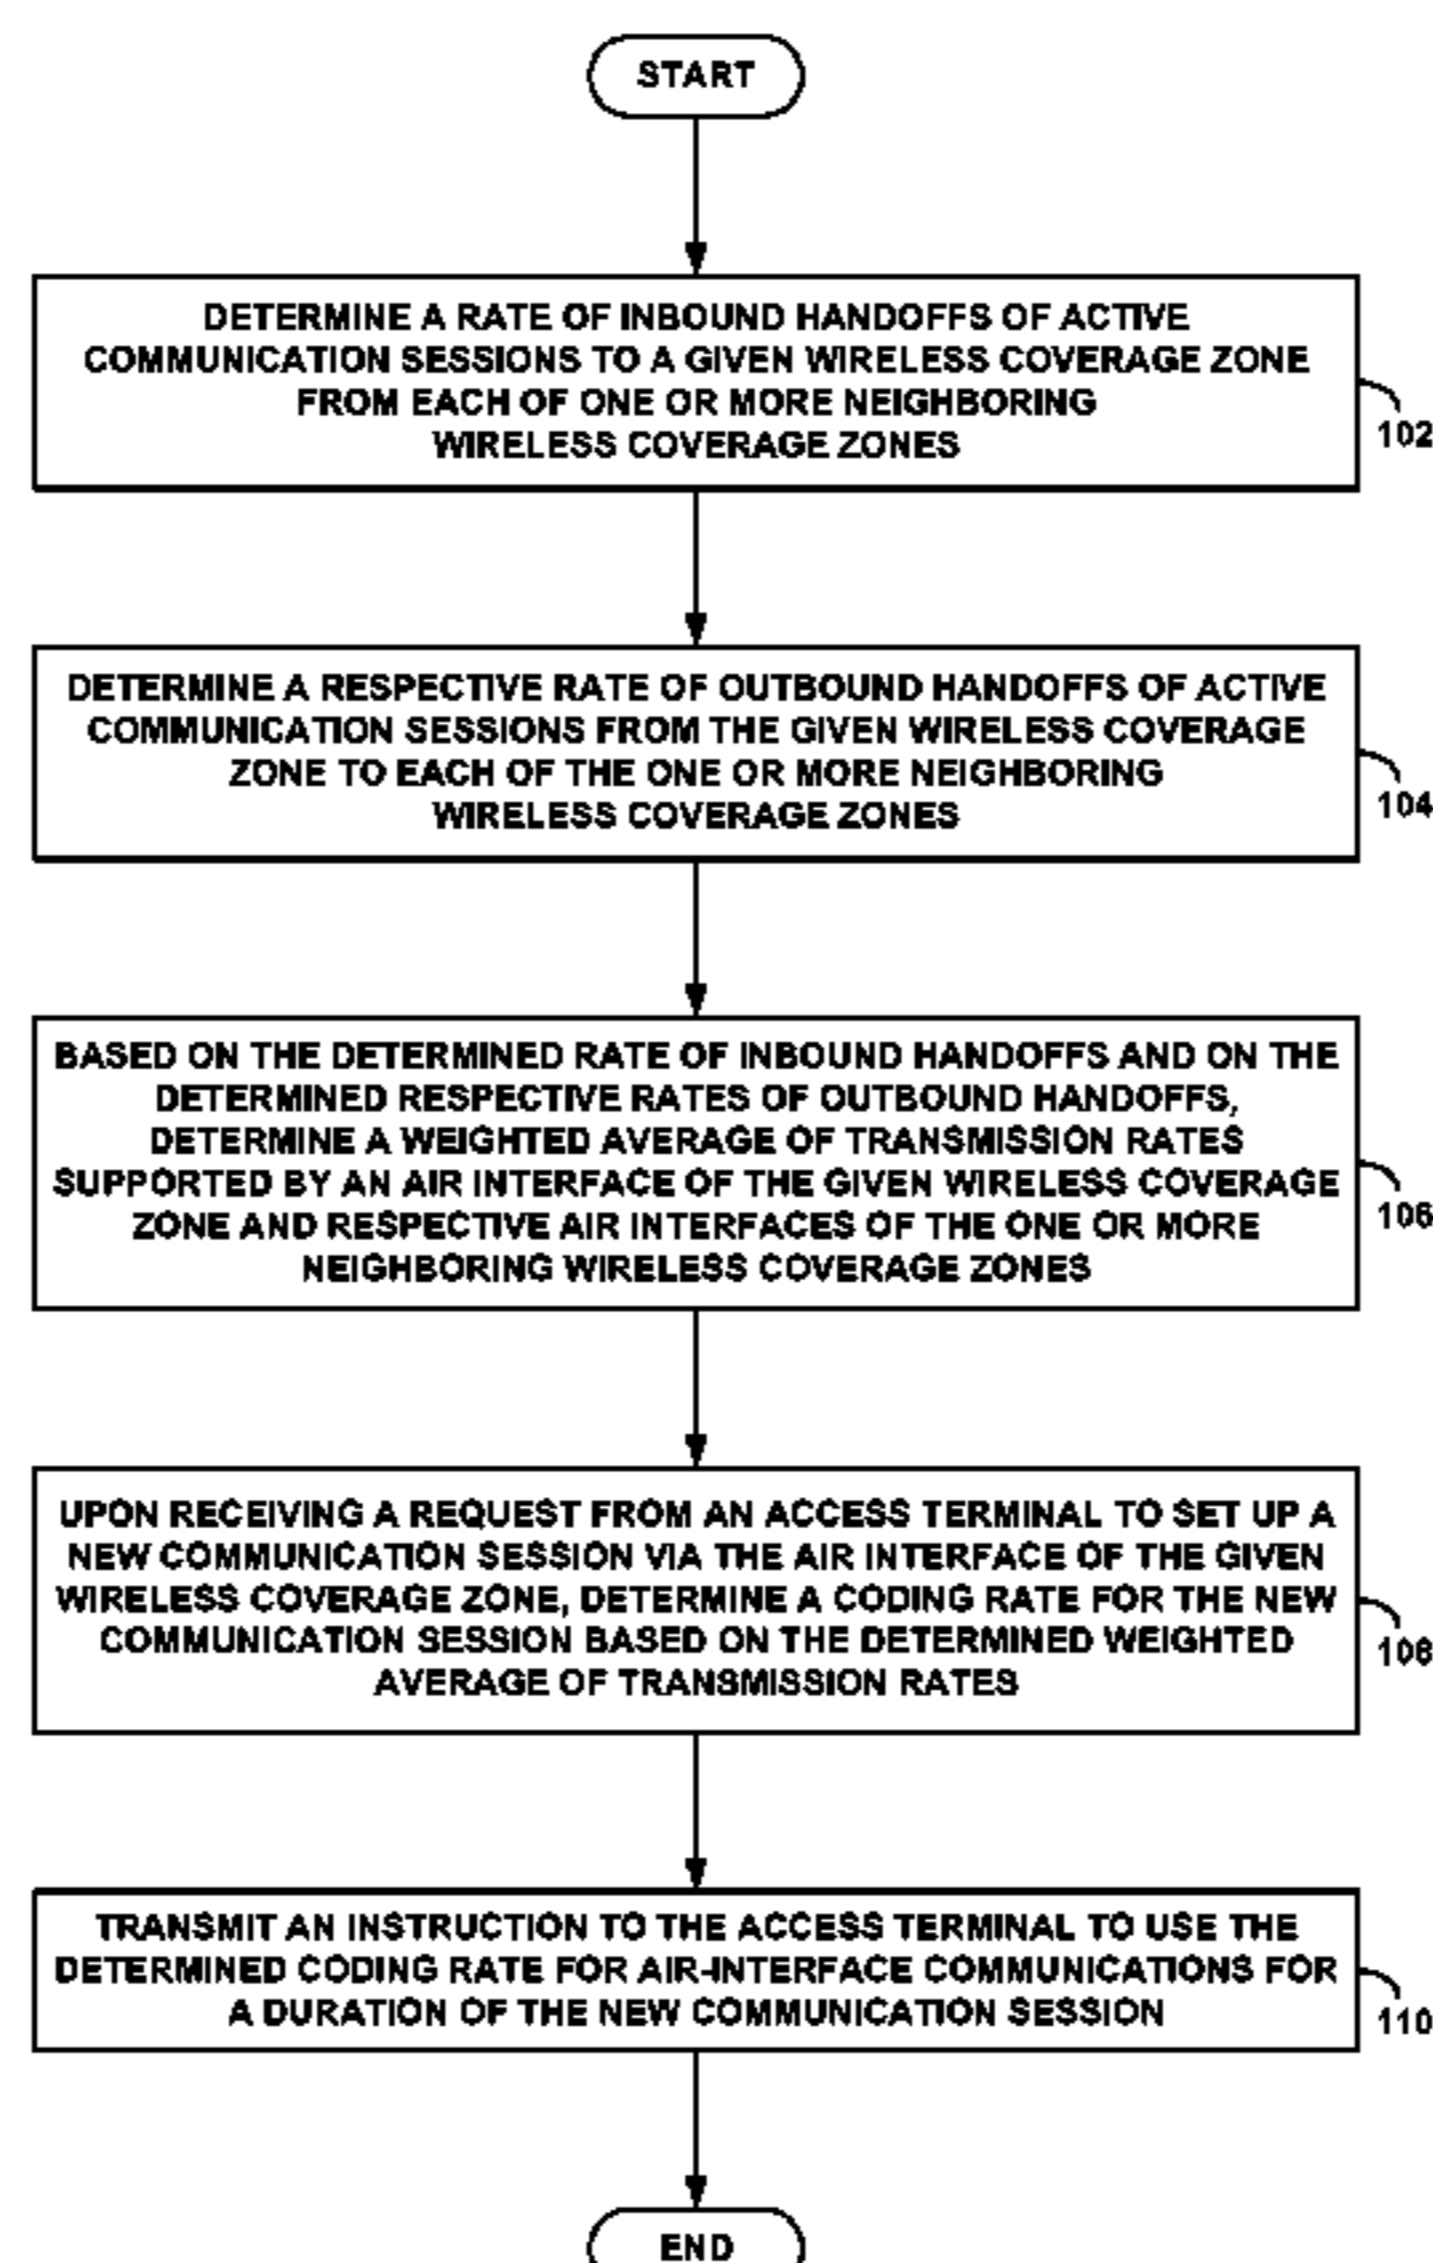 START
DETERMINE A RATE OF INBOUND HANDOFFS OF ACTIVE
COMMUNICATION SESSIONS TO A GIVEN WIRELESS COVERAGE ZONE
FROM EACH OF ONE OR MORE NEIGHBORING
WIRELESS COVERAGE ZONES
102
DETERMINE A RESPECTIVE RATE OF OUTBOUND HANDOFFS OF ACTIVE
COMMUNICATION SESSIONS FROM THE GIVEN WIRELESS COVERAGE
ZONE TO EACH OF THE ONE OR MORE NEIGHBORING
WIRELESS COVERAGE ZONES
104
BASED ON THE DETERMINED RATE OF INBOUND HANDOFFS AND ON THE
DETERMINED RESPECTIVE RATES OF OUTBOUND HANDOFFS,
DETERMINE A WEIGHTED AVERAGE OF TRANSMISSION RATES
SUPPORTED BY AN AIR INTERFACE OF THE GIVEN WIRELESS COVERAGE
ZONE AND RESPECTIVE AIR INTERFACES OF THE ONE OR MORE
NEIGHBORING WIRELESS COVERAGE ZONES
106
UPON RECEIVING A REQUEST FROM AN ACCESS TERMINAL TO SET UP A
NEW COMMUNICATION SESSION VIA THE AIR INTERFACE OF THE GIVEN
WIRELESS COVERAGE ZONE, DETERMINE A CODING RATE FOR THE NEW
COMMUNICATION SESSION BASED ON THE DETERMINED WEIGHTED
AVERAGE OF TRANSMISSION RATES
108
TRANSMIT AN INSTRUCTION TO THE ACCESS TERMINAL TO USE THE
DETERMINED CODING RATE FOR AIR-INTERFACE COMMUNICATIONS FOR
A DURATION OF THE NEW COMMUNICATION SESSION
110
END